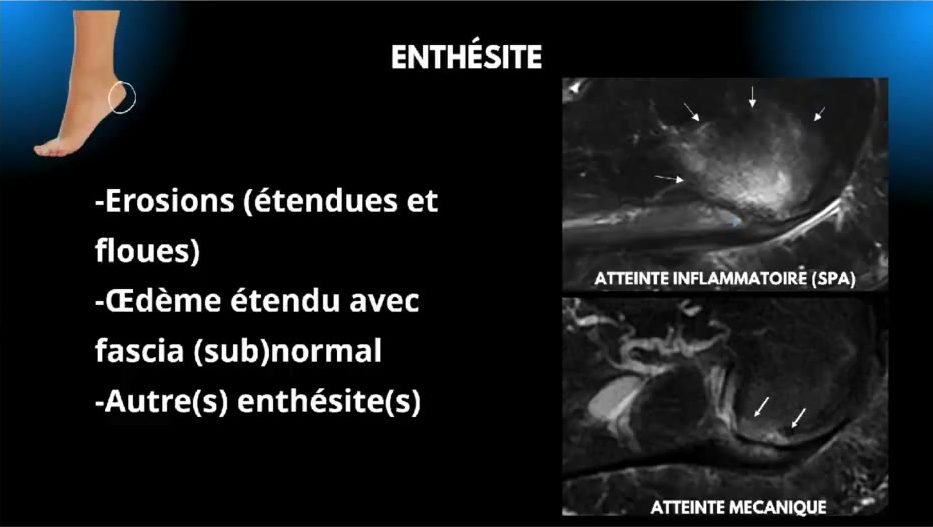 ENTHÉSITE
-Erosions (étendues et
floues)
-Œdème étendu avec
fascia (sub)normal
-Autre(s) enthésite(s)
ATTEINTE INFLAMMATOIRE (SPA)
ATTEINTE MECANIQUE